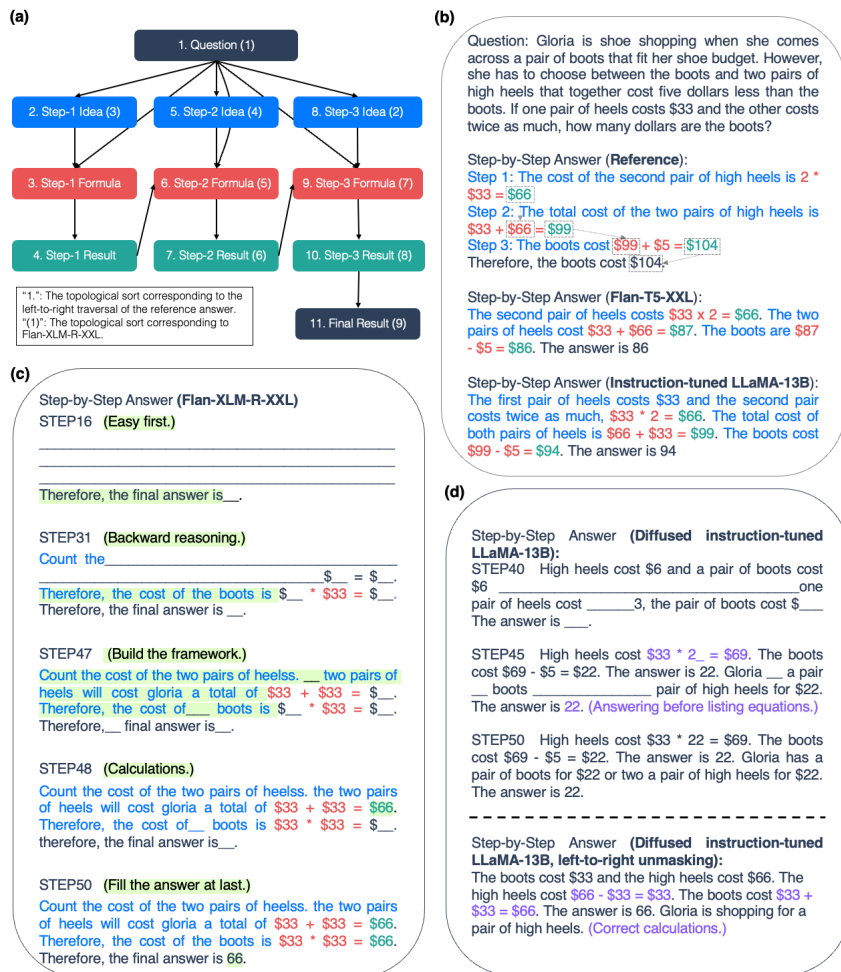 (a)
1. Question (1)
2. Step-1 Idea (3)
5. Step-2 Idea (4)
8. Step-3 Idea (2)
3. Step-1 Formula
6. Step-2 Formula (5)
9. Step-3 Formula (7)
4. Step-1 Result
7. Step-2 Result (6)
10. Step-3 Result (8)
11. Final Result (9)
"1.": The topological sort corresponding to the
left-to-right traversal of the reference answer.
"(1)": The topological sort corresponding to
Flan-XLM-R-XXL.
(b)
Question: Gloria is shoe shopping when she comes
across a pair of boots that fit her shoe budget. However,
she has to choose between the boots and two pairs of
high heels that together cost five dollars less than the
boots. If one pair of heels costs $33 and the other costs
twice as much, how many dollars are the boots?
Step-by-Step Answer (Reference):
Step 1: The cost of the second pair of high heels is 2 *
$33 = $66
Step 2: The total cost of the two pairs of high heels is
$33 + $66 = $99
Step 3: The boots cost $99 + $5 = $104
Therefore, the boots cost $104
Step-by-Step Answer (Flan-T5-XXL):
The second pair of heels costs $33 x 2 = $66. The two
pairs of heels cost $33 + $66 = $87. The boots are $87
- $5 = $86. The answer is 86
Step-by-Step Answer (Instruction-tuned LLaMA-13B):
The first pair of heels costs $33 and the second pair
costs twice as much, $33 * 2 = $66. The total cost of
both pairs of heels is $66 + $33 = $99. The boots cost
$99 - $5 = $94. The answer is 94
(c)
Step-by-Step Answer (Flan-XLM-R-XXL)
STEP16 (Easy first.)
Therefore, the final answer is__.
STEP31 (Backward reasoning.)
Count the____
____$__ = $__.
Therefore, the cost of the boots is $__ * $33 = $__.
Therefore, the final answer is __.
STEP47 (Build the framework.)
Count the cost of the two pairs of heelss. __ two pairs of
heels will cost gloria a total of $33 + $33 = $__.
Therefore, the cost of___ boots is $__ * $33 = $__.
Therefore,__ final answer is__.
STEP48 (Calculations.)
Count the cost of the two pairs of heelss. the two pairs
of heels will cost gloria a total of $33 + $33 = $66.
Therefore, the cost of__ boots is $33 * $33 = $__.
therefore, the final answer is__.
STEP50 (Fill the answer at last.)
Count the cost of the two pairs of heelss. the two pairs
of heels will cost gloria a total of $33 + $33 = $66.
Therefore, the cost of the boots is $33 * $33 = $66.
Therefore, the final answer is 66.
(d)
Step-by-Step Answer (Diffused instruction-tuned
LLaMA-13B):
STEP40 High heels cost $6 and a pair of boots cost
$6 ____one
pair of heels cost ______3, the pair of boots cost $___
The answer is ___.
STEP45 High heels cost $33 * 2_ = $69. The boots
cost $69 - $5 = $22. The answer is 22. Gloria __ a pair
__ boots ____ pair of high heels for $22.
The answer is 22. (Answering before listing equations.)
STEP50 High heels cost $33 * 22 = $69. The boots
cost $69 - $5 = $22. The answer is 22. Gloria has a
pair of boots for $22 or two a pair of high heels for $22.
The answer is 22.
Step-by-Step Answer (Diffused instruction-tuned
LLaMA-13B, left-to-right unmasking):
The boots cost $33 and the high heels cost $66. The
high heels cost $66 - $33 = $33. The boots cost $33 +
$33 = $66. The answer is 66. Gloria is shopping for a
pair of high heels. (Correct calculations.)